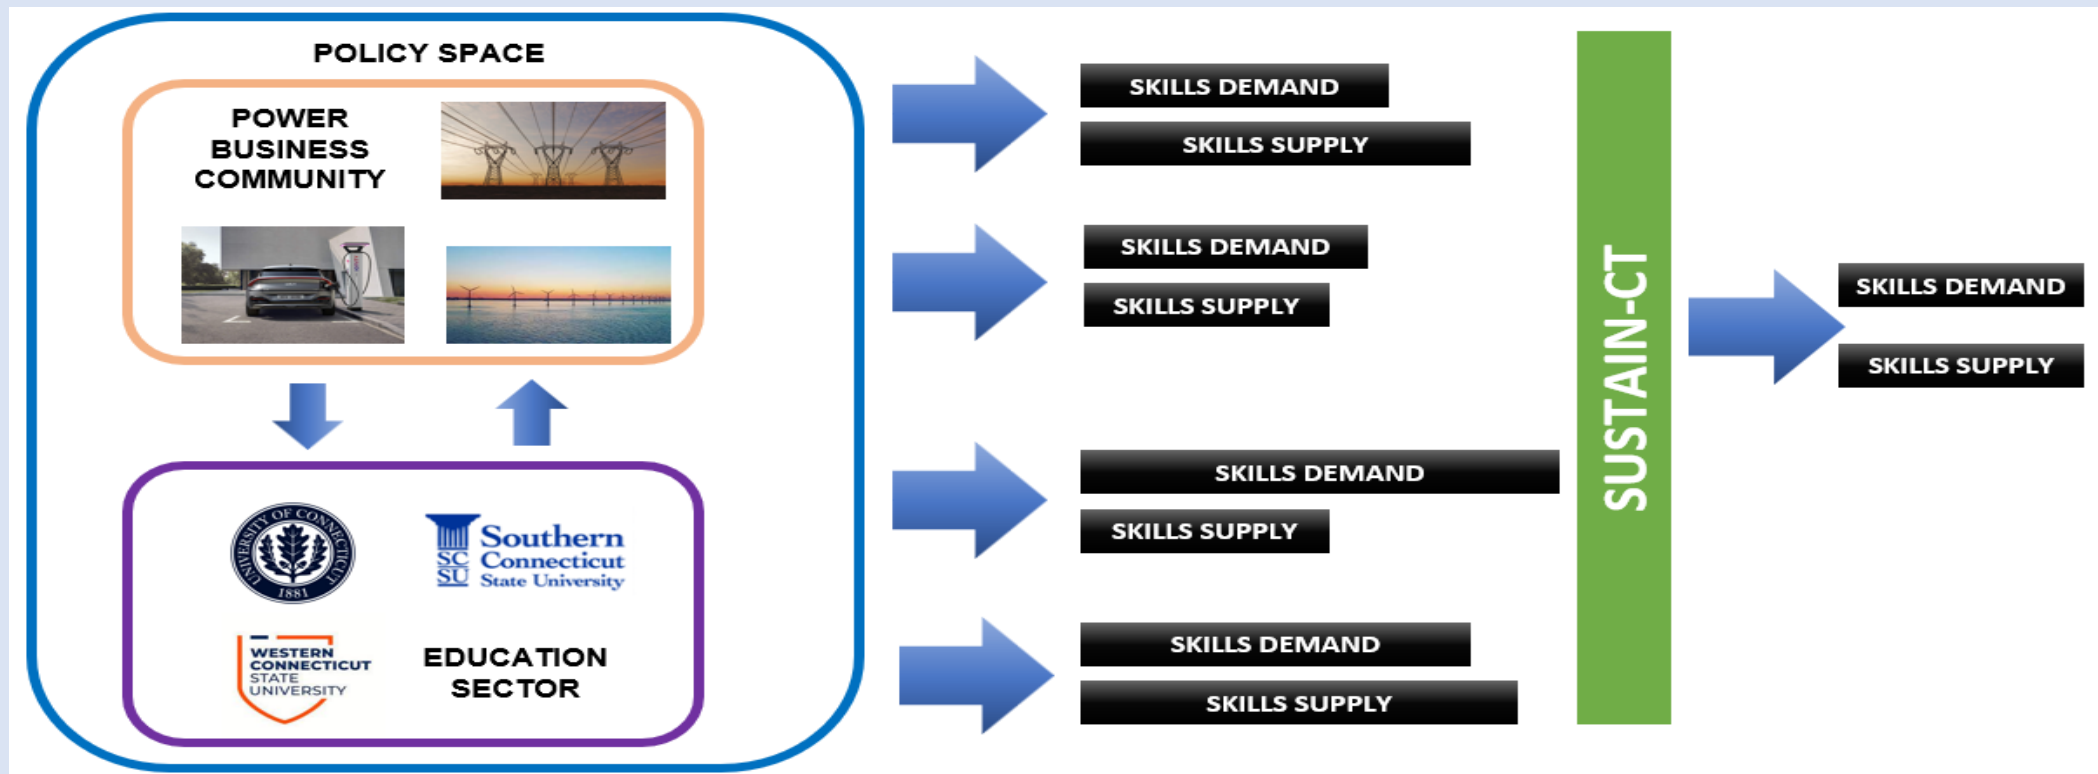 POLICY SPACE
POWER
BUSINESS
COMMUNITY
UNIVERSITY OF CONNECTICUT
1881
SC
SU
Southern
Connecticut
State University
WESTERN
CONNECTICUT
STATE
UNIVERSITY
EDUCATION
SECTOR
SKILLS DEMAND
SKILLS SUPPLY
SKILLS DEMAND
SKILLS SUPPLY
SKILLS DEMAND
SKILLS SUPPLY
SKILLS DEMAND
SKILLS SUPPLY
SUSTAIN-CT
SKILLS DEMAND
SKILLS SUPPLY